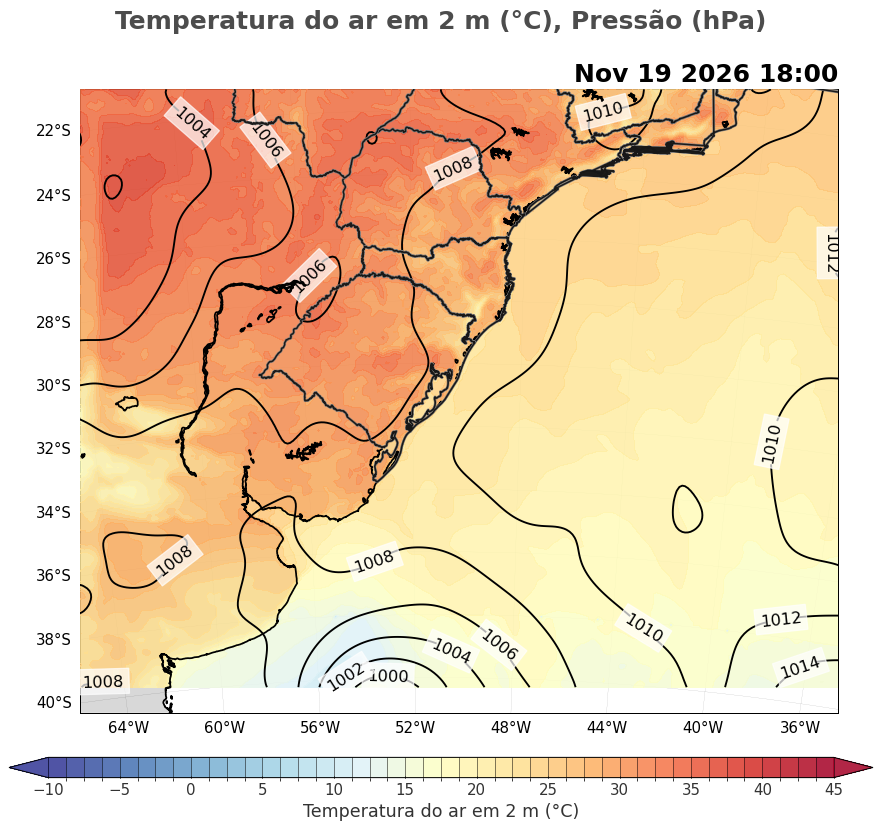 Temperatura do ar em 2 m (°C), Pressão (hPa)
Nov 19 2026 18:00
1004
1006
1010
1008
1012
1006
1010
1008
1008
1010
1012
1006
1004
1014
1002
1000
1008
22°S
24°S
26°S
28°S
30°S
32°S
34°S
36°S
38°S
40°S
64°W 60°W 56°W 52°W 48°W 44°W 40°W 36°W
−10 −5 0 5 10 15 20 25 30 35 40 45
Temperatura do ar em 2 m (°C)